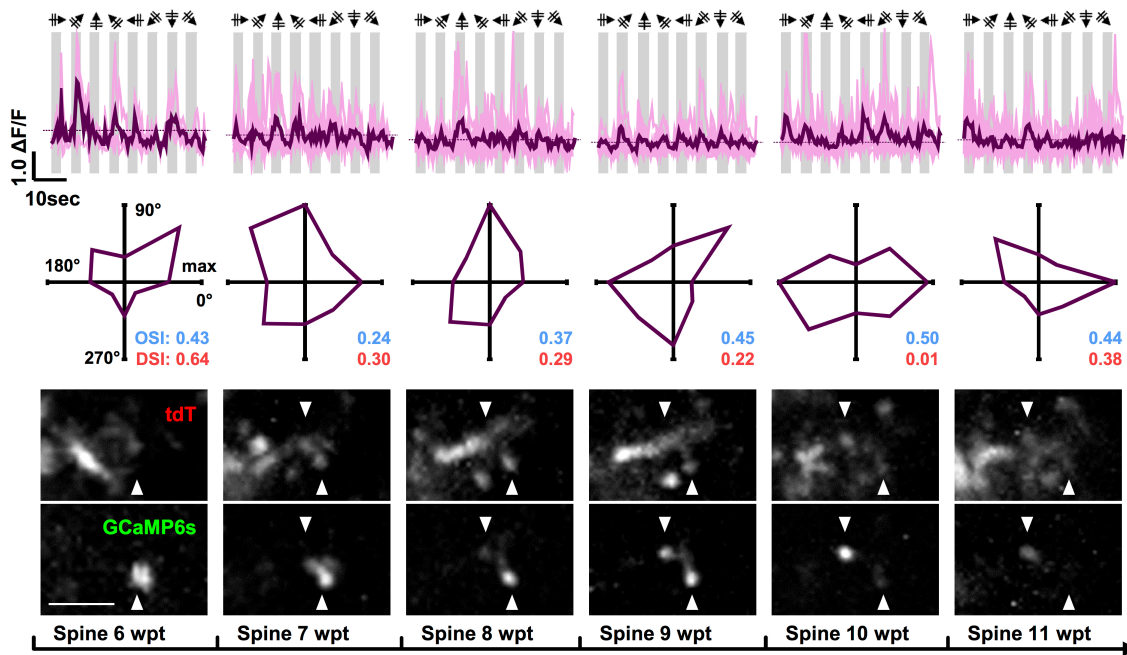 1.0 ΔF/F
10sec
90°
180°
max
0°
270°
OSI: 0.43
DSI: 0.64
0.24
0.30
0.37
0.29
0.45
0.22
0.50
0.01
0.44
0.38
tdT
GCaMP6s
Spine 6 wpt
Spine 7 wpt
Spine 8 wpt
Spine 9 wpt
Spine 10 wpt
Spine 11 wpt